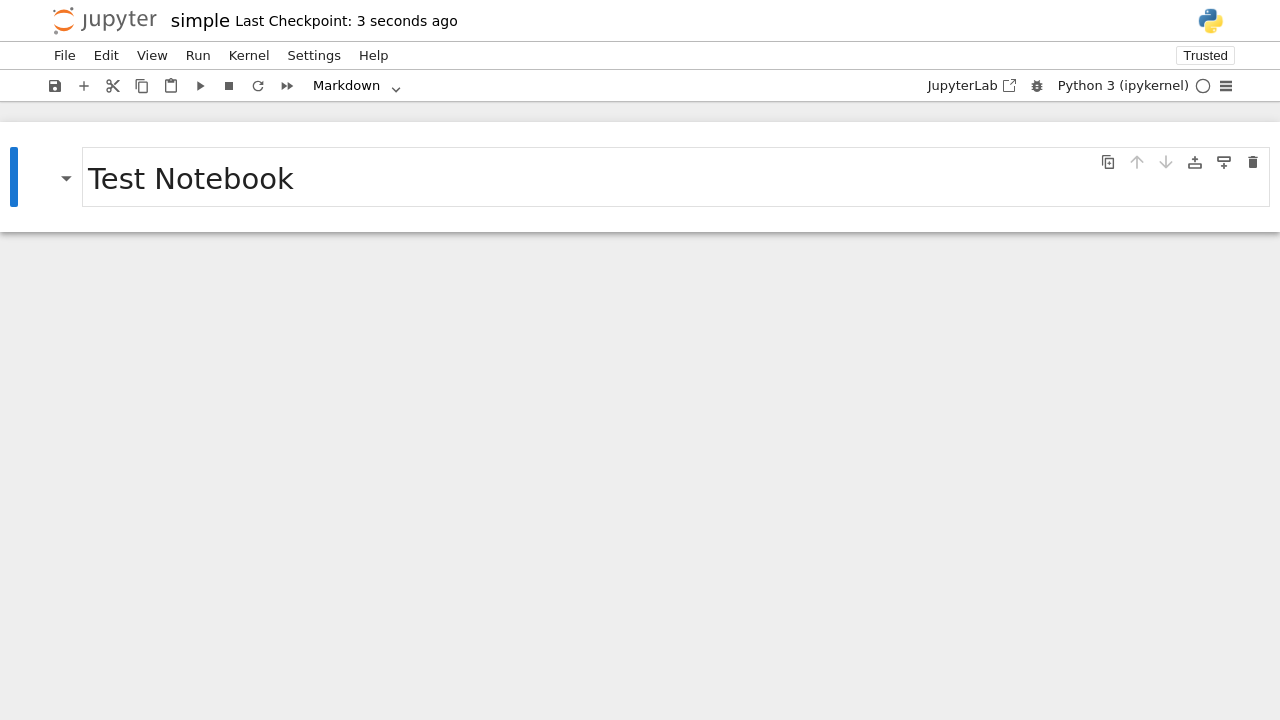 jupyter simple Last Checkpoint: 3 seconds ago
File Edit View Run Kernel Settings Help Trusted
Markdown JupyterLab Python 3 (ipykernel)
Test Notebook